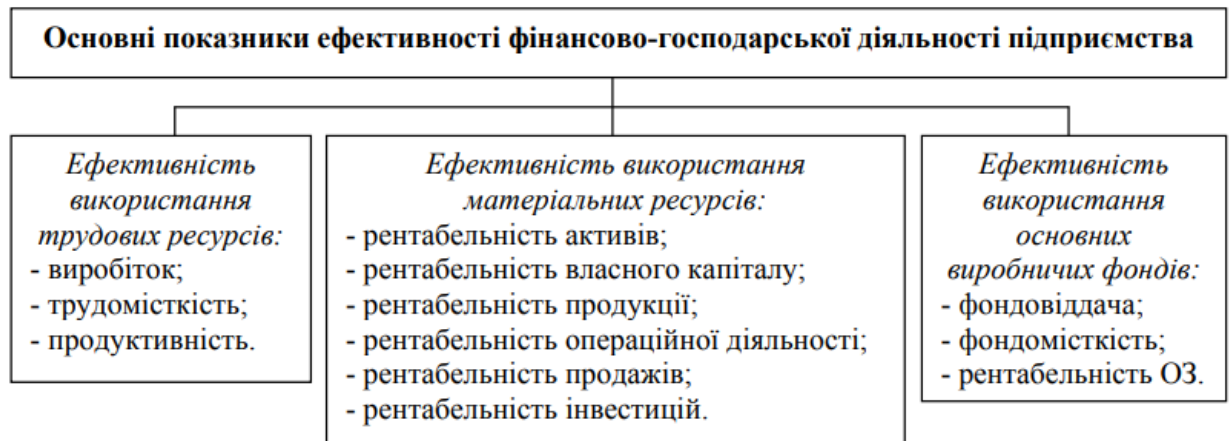 Основні показники ефективності фінансово-господарської діяльності підприємства
Ефективність
використання
трудових ресурсів:
- виробіток;
- трудомісткість;
- продуктивність.
Ефективність використання
матеріальних ресурсів:
- рентабельність активів;
- рентабельність власного капіталу;
- рентабельність продукції;
- рентабельність операційної діяльності;
- рентабельність продажів;
- рентабельність інвестицій.
Ефективність
використання
основних
виробничих фондів:
- фондовіддача;
- фондомісткість;
- рентабельність ОЗ.